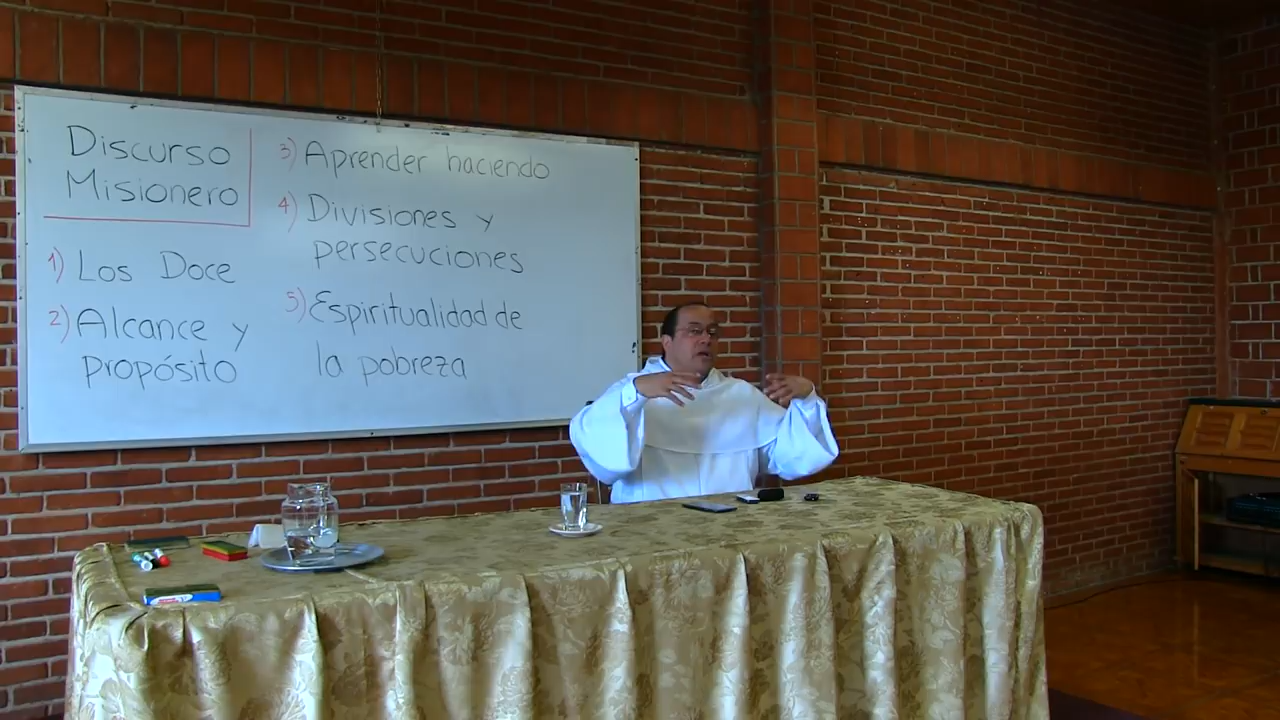 Discurso
Misionero
1) Los Doce
2) Alcance y
propósito
3) Aprender haciendo
4) Divisiones y
persecuciones
5) Espiritualidad de
la pobreza